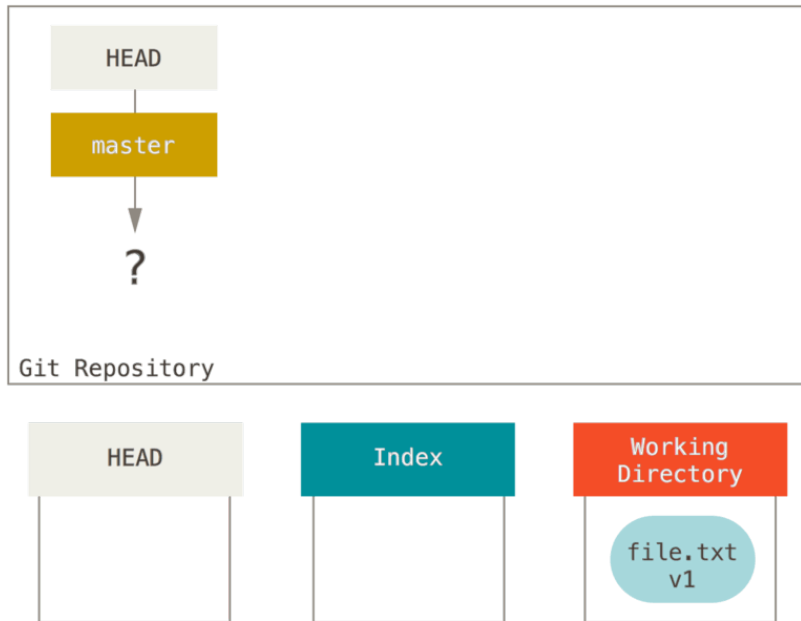 HEAD
master
?
Git Repository
HEAD
Index
Working
Directory
file.txt
v1